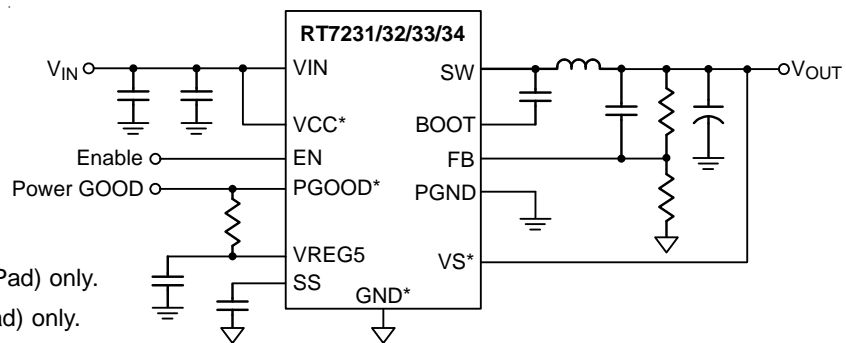 RT7231/32/33/34
VIN
VIN
SW
VOUT
VCC*
BOOT
Enable
EN
FB
Power GOOD
PGOOD*
PGND
VREG5
VS*
Pad) only.
SS
GND*
ad) only.